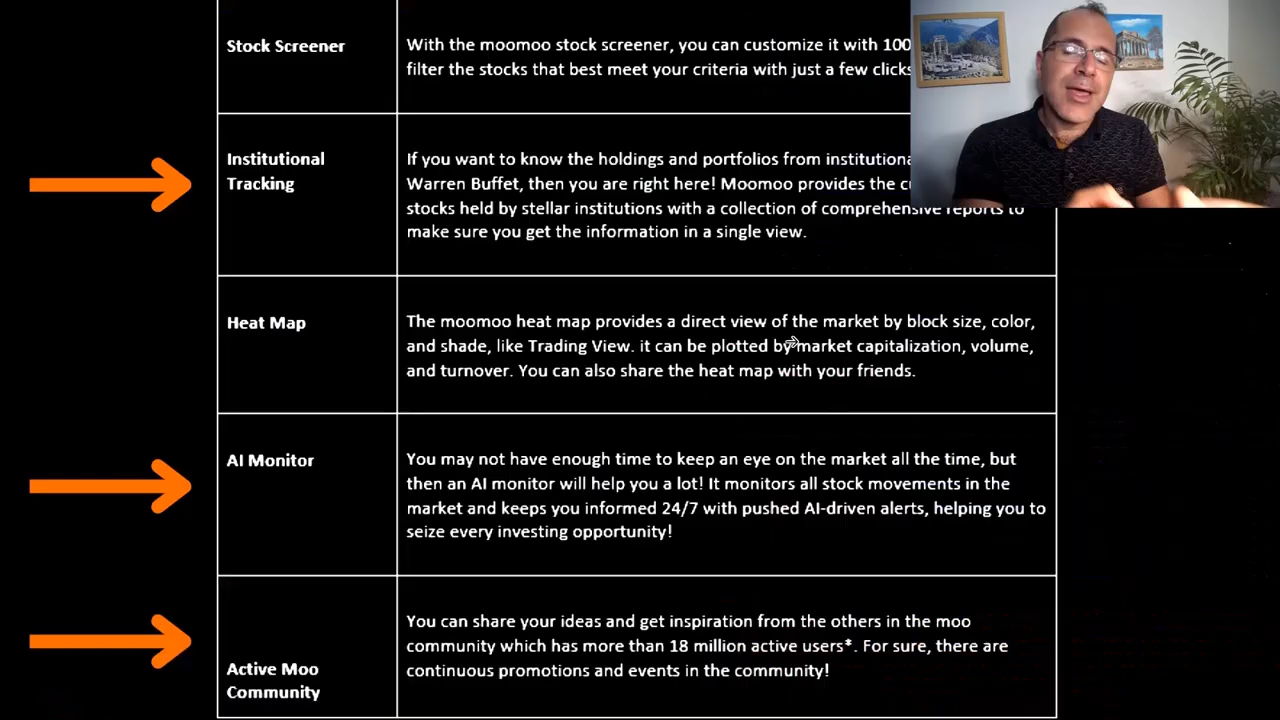 Stock Screener
With the moomoo stock screener, you can customize it with 100
filter the stocks that best meet your criteria with just a few clicks
Institutional
Tracking
If you want to know the holdings and portfolios from
Warren Buffet, then you are right here! Moomoo provides the
stocks held by stellar institutions with a collection of comprehensive reports to
make sure you get the information in a single view.
Heat Map
The moomoo heat map provides a direct view of the market by block size, color,
and shade, like Trading View. it can be plotted by market capitalization, volume,
and turnover. You can also share the heat map with your friends.
AI Monitor
You may not have enough time to keep an eye on the market all the time, but
then an AI monitor will help you a lot! It monitors all stock movements in the
market and keeps you informed 24/7 with pushed AI-driven alerts, helping you to
seize every investing opportunity!
Active Moo
Community
You can share your ideas and get inspiration from the others in the moo
community which has more than 18 million active users*. For sure, there are
continuous promotions and events in the community!